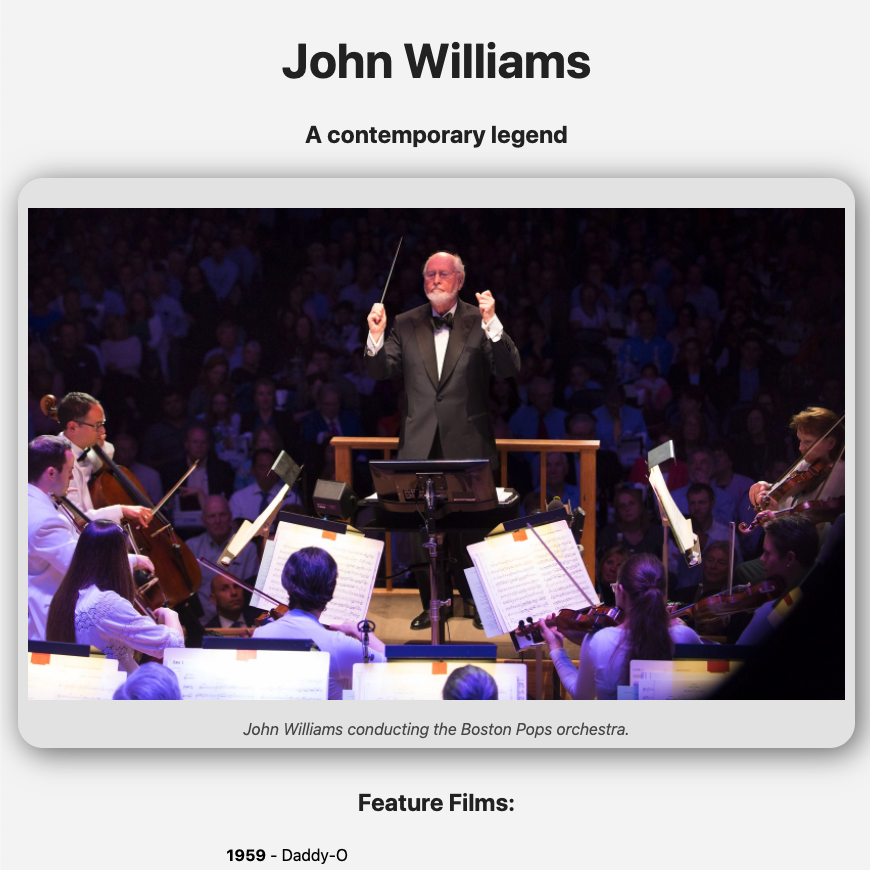 John Williams
A contemporary legend
John Williams conducting the Boston Pops orchestra.
Feature Films:
1959 - Daddy-O